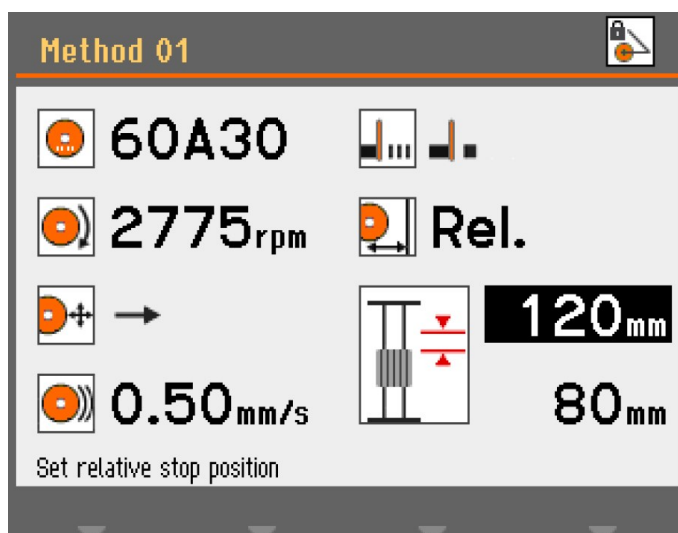 Method 01
60A30
2775rpm
Rel.
120mm
0.50mm/s
80mm
Set relative stop position